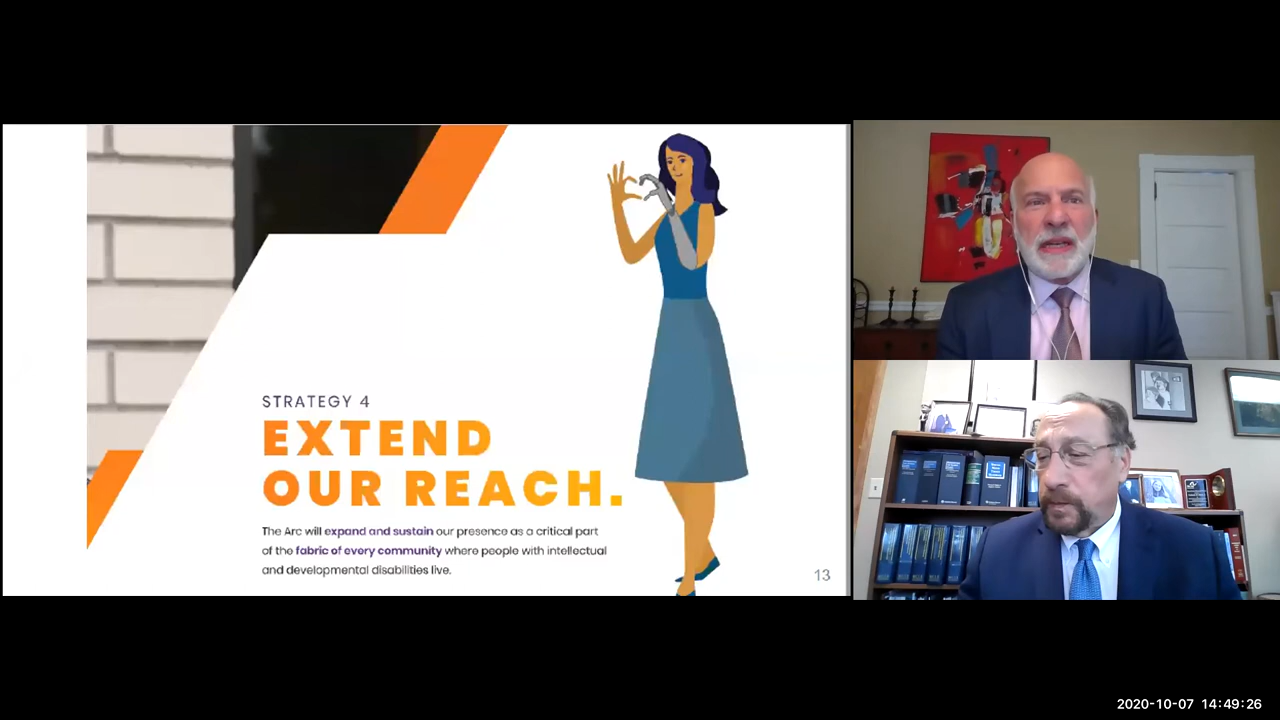 STRATEGY 4
EXTEND
OUR REACH.
The Arc will expand and sustain our presence as a critical part
of the fabric of every community where people with intellectual
and developmental disabilities live.
13
2020-10-07 14:49:26